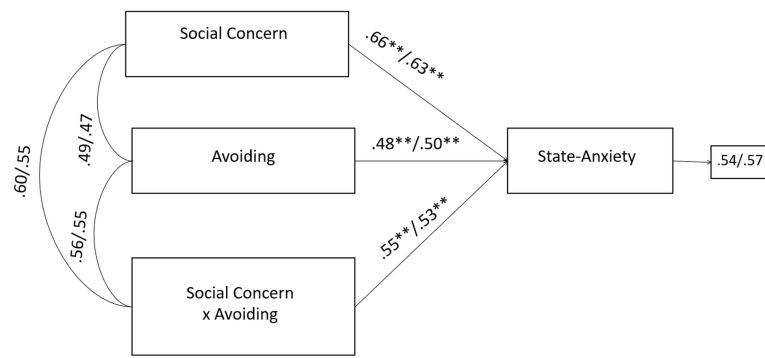 Social Concern
.66**/.63**
.49/.47
.60/.55
Avoiding
.48**/.50**
State-Anxiety
.54/.57
.56/.55
.55**/.53**
Social Concern
x Avoiding